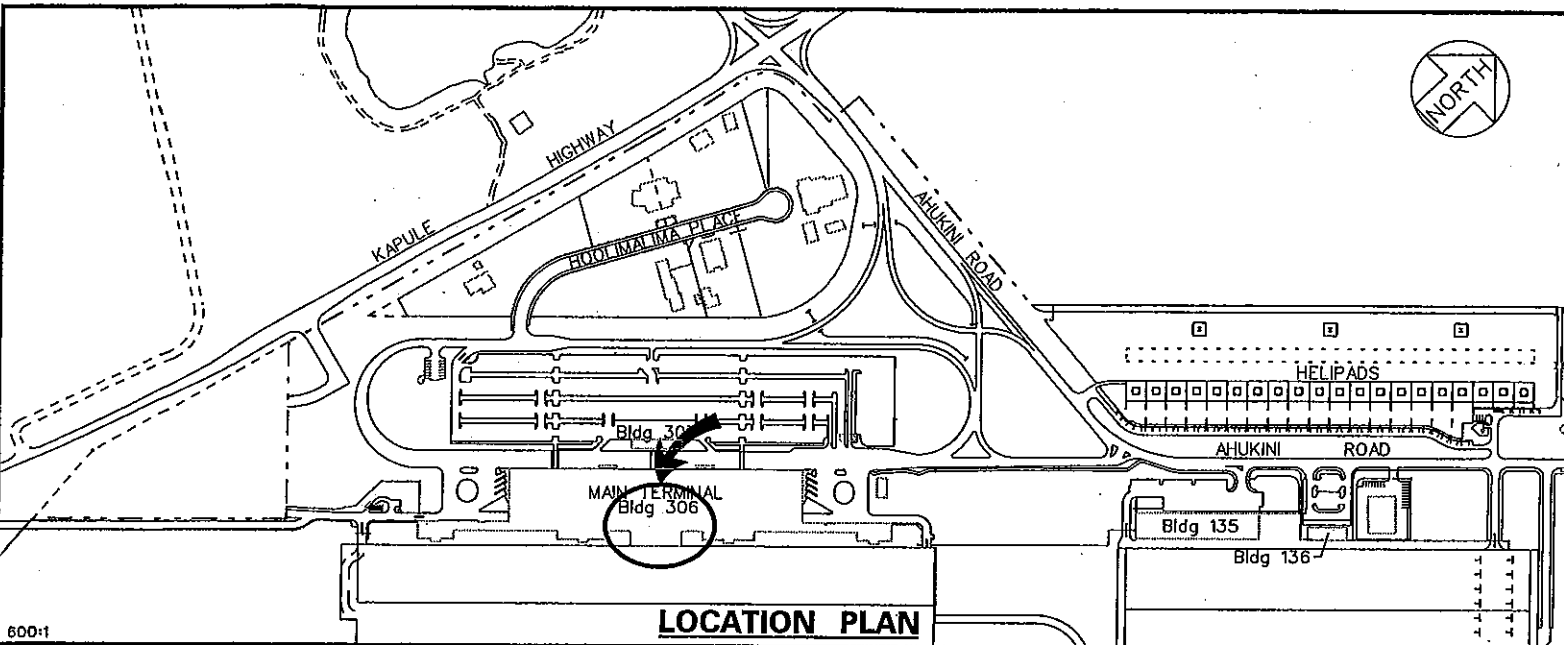 NORTH
KAPULE HIGHWAY
HOOLIMALIMA PLACE
AHUKINI ROAD
HELIPADS
Bldg
AHUKINI ROAD
MAIN TERMINAL
Bldg 306
Bldg 135
Bldg 136
LOCATION PLAN
600:1